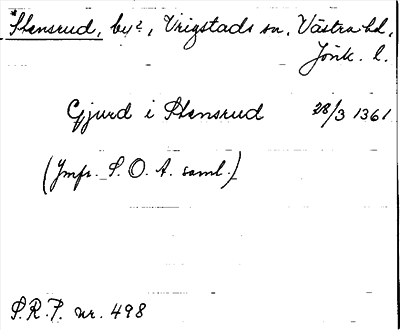 *Stensrud, by?, Vrigstads sn, Västra hd,
Jönk. l.
Gjurd i Stensrud 28/3 1361
(Jmfr. S. O. A. saml.)
S.R.P. nr. 498